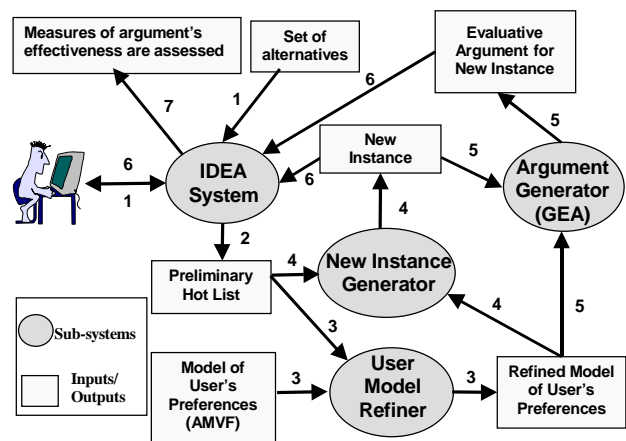 Measures of argument's
effectiveness are assessed
Set of
alternatives
Evaluative
Argument for
New Instance
7
1
6
5
6
1
IDEA
System
6
New
Instance
5
Argument
Generator
(GEA)
2
4
Preliminary
Hot List
4
New Instance
Generator
4
5
3
Sub-systems
Inputs/
Outputs
Model of
User's
Preferences
(AMVF)
3
User
Model
Refiner
3
Refined Model
of User's
Preferences